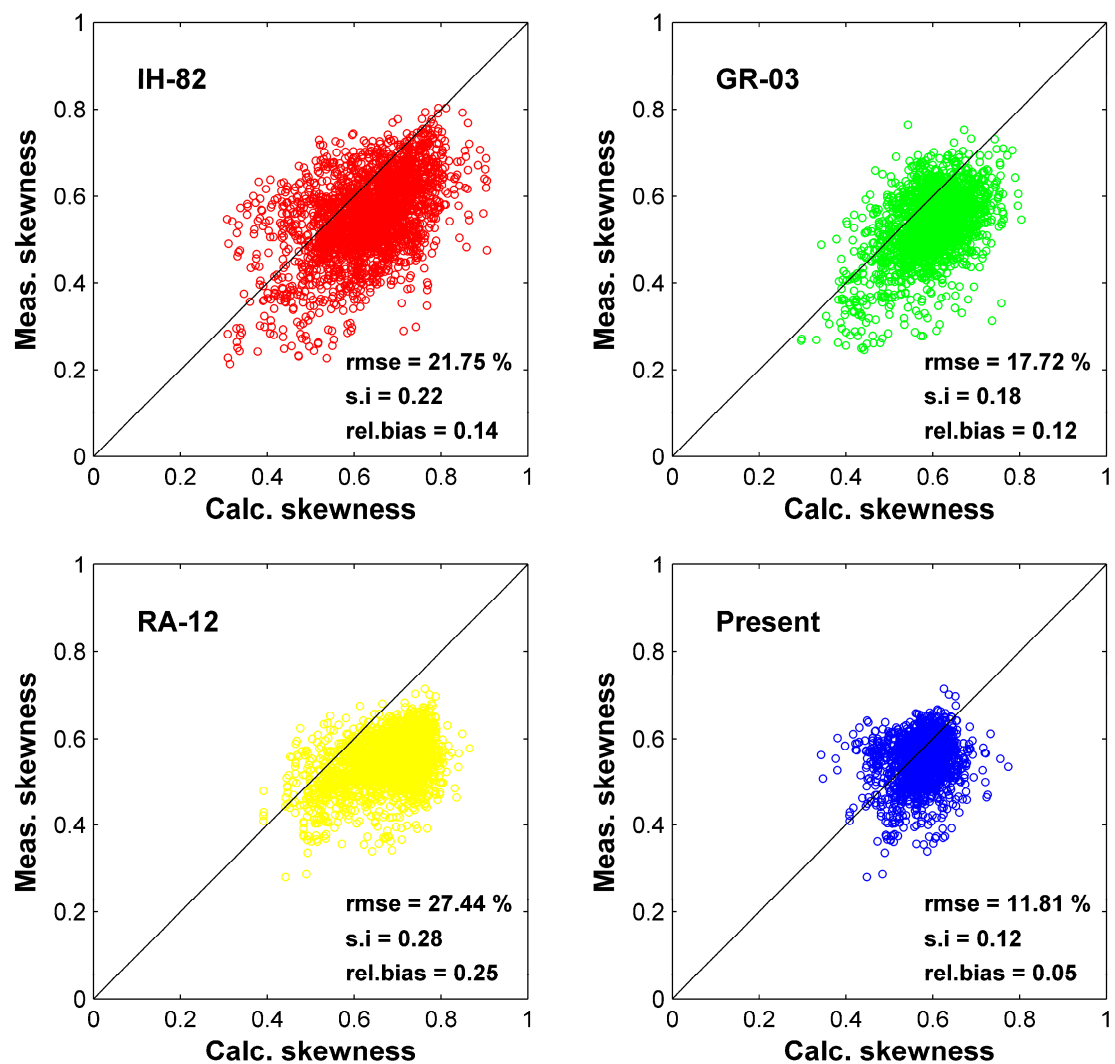 1
0.8
0.6
0.4
0.2
0
0 0.2 0.4 0.6 0.8 1
Meas. skewness
Calc. skewness
IH-82
rmse = 21.75 %
s.i = 0.22
rel.bias = 0.14
1
0.8
0.6
0.4
0.2
0
0 0.2 0.4 0.6 0.8 1
Meas. skewness
Calc. skewness
GR-03
rmse = 17.72 %
s.i = 0.18
rel.bias = 0.12
1
0.8
0.6
0.4
0.2
0
0 0.2 0.4 0.6 0.8 1
Meas. skewness
Calc. skewness
RA-12
rmse = 27.44 %
s.i = 0.28
rel.bias = 0.25
1
0.8
0.6
0.4
0.2
0
0 0.2 0.4 0.6 0.8 1
Meas. skewness
Calc. skewness
Present
rmse = 11.81 %
s.i = 0.12
rel.bias = 0.05